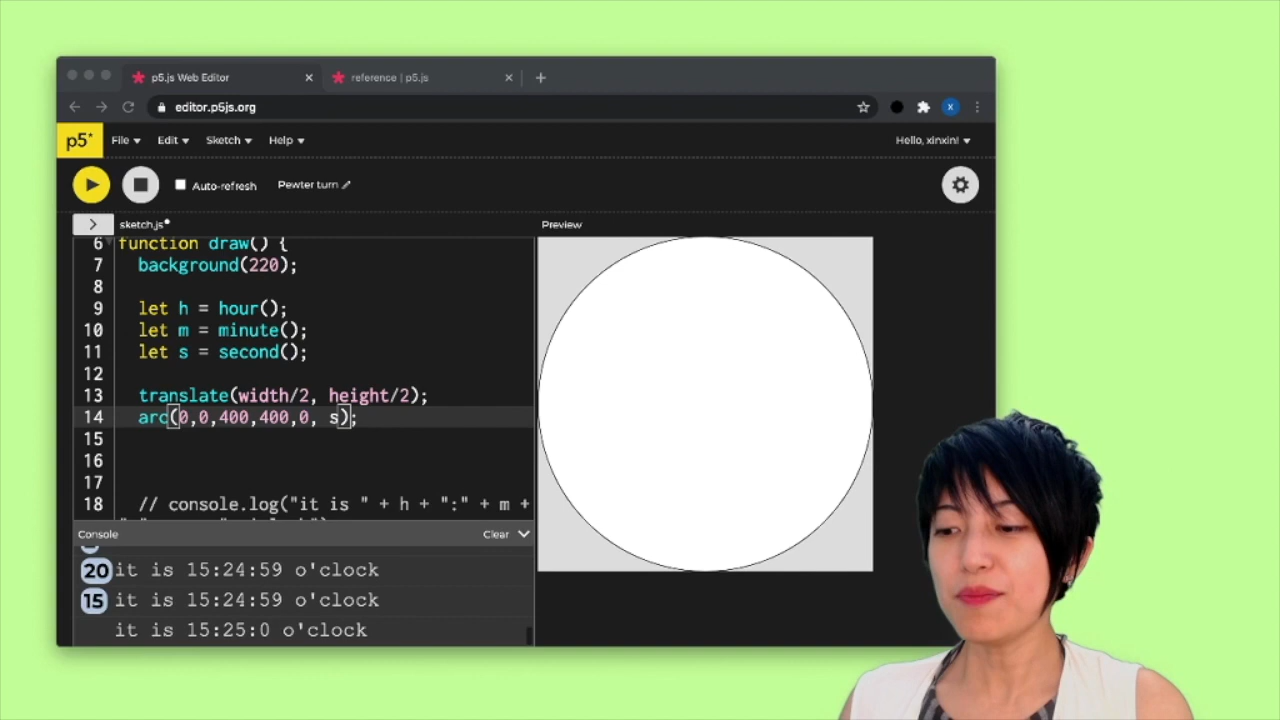 p5.js Web Editor
reference | p5.js
editor.p5js.org
X
p5*
File
Edit
Sketch
Help
Hello, xinxin!
Auto-refresh
Pewter turn
sketch.js
Preview
6 function draw() {
7 background(220);
8
9 let h = hour();
10 let m = minute();
11 let s = second();
12
13 translate(width/2, height/2);
14 arc(0,0,400,400,0, s);
15
16
17
18 // console.log("it is " + h + ":" + m +
Console
Clear
20 it is 15:24:59 o'clock
15 it is 15:24:59 o'clock
it is 15:25:0 o'clock